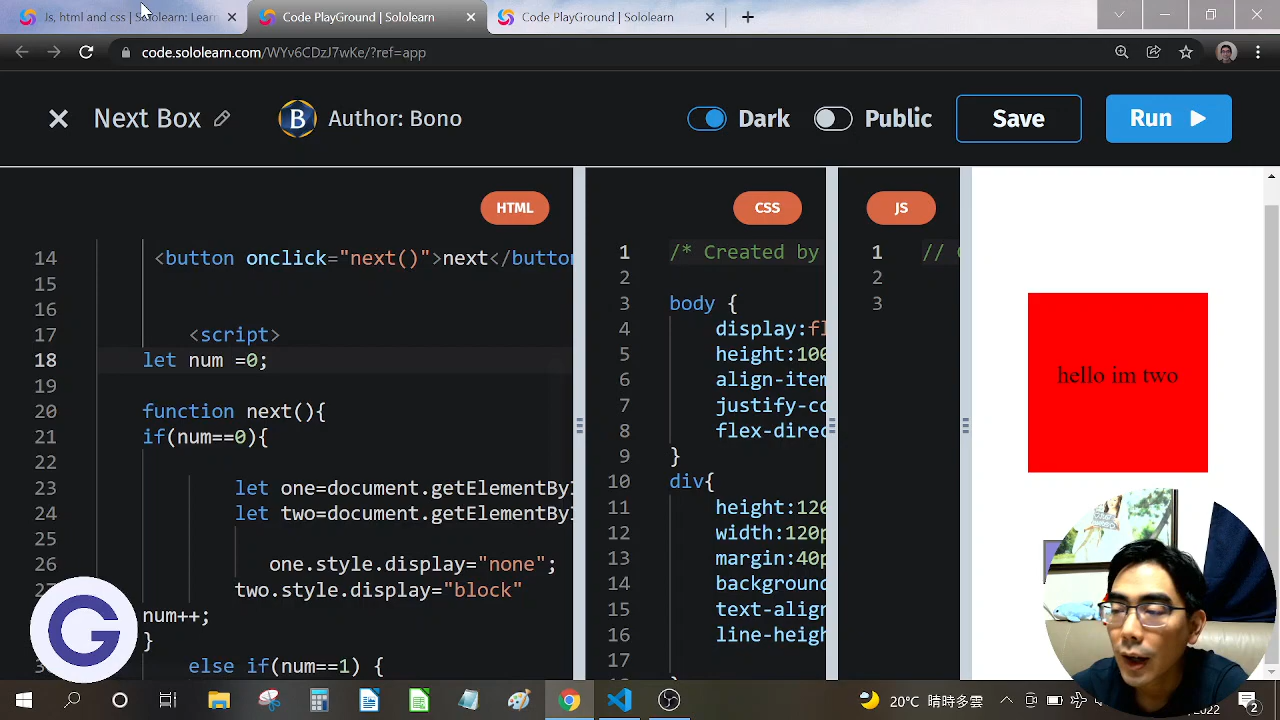 Js, html and css | Sololearn: Lear
Code PlayGround | Sololearn
Code PlayGround | Sololearn
code.sololearn.com/WYv6CDzJ7wKe/?ref=app
Next Box
B
Author: Bono
Dark
Public
Save
Run
HTML
14 <button onclick="next()">next</button
15
16
17 <script>
18 let num =0;
19
20 function next(){
21 if(num==0){
22
23 let one=document.getElementByI
24 let two=document.getElementByI
25
26 one.style.display="none";
27 two.style.display="block"
num++;
}
else if(num==1) {
CSS
1 /* Created by
2
3 body {
4 display:fl
5 height:100
6 align-item
7 justify-co
8 flex-direc
9 }
10 div{
11 height:120
12 width:120p
13 margin:40p
14 background
15 text-align
16 line-heigh
17
JS
1 //
2
3
hello im two
G
20°C 晴時多雲
2022
2